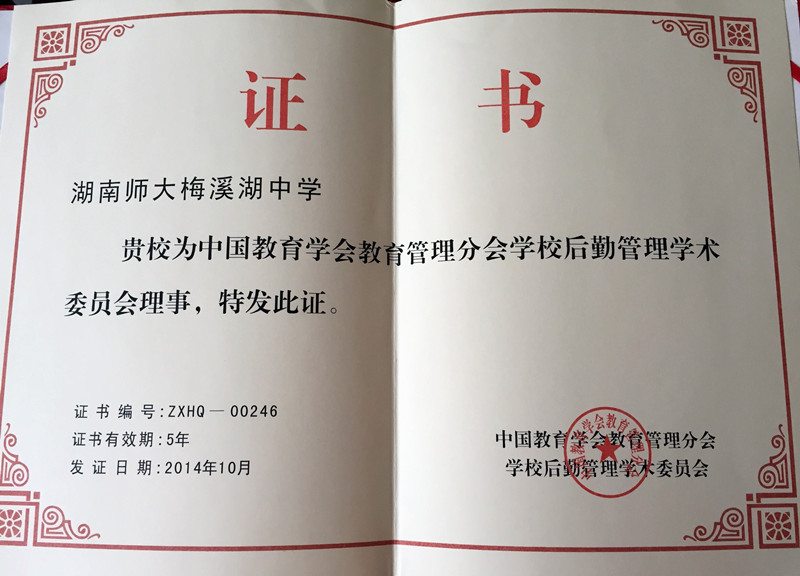 证书
湖南师大梅溪湖中学
贵校为中国教育学会教育管理分会学校后勤管理学术
委员会理事，特发此证。
证书编号:ZXHQ—00246
证书有效期:5年
发证日期:2014年10月
中国教育学会教育管理分会
学校后勤管理学术委员会